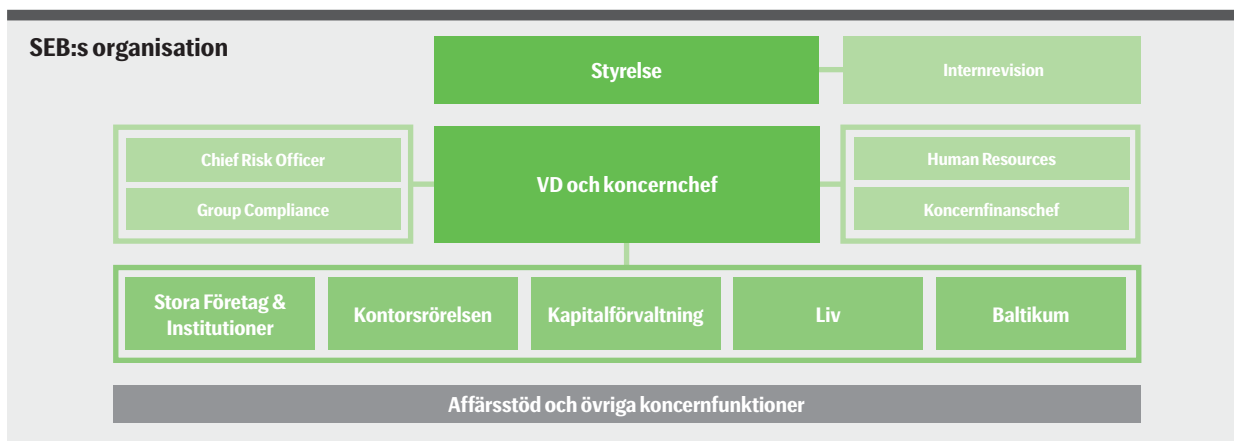 SEB:s organisation
Styrelse
Internrevision
Chief Risk Officer
Group Compliance
VD och koncernchef
Human Resources
Koncernfinanschef
Stora Företag &
Institutioner
Kontorsrörelsen
Kapitalförvaltning
Liv
Baltikum
Affärsstöd och övriga koncernfunktioner